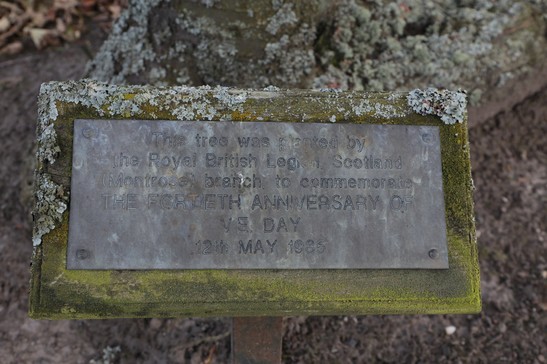 This tree was planted by
the Royal British Legion, Scotland
(Montrose) branch, to commemorate
THE FORTIETH ANNIVERSARY OF
V.E. DAY
12th MAY 1985